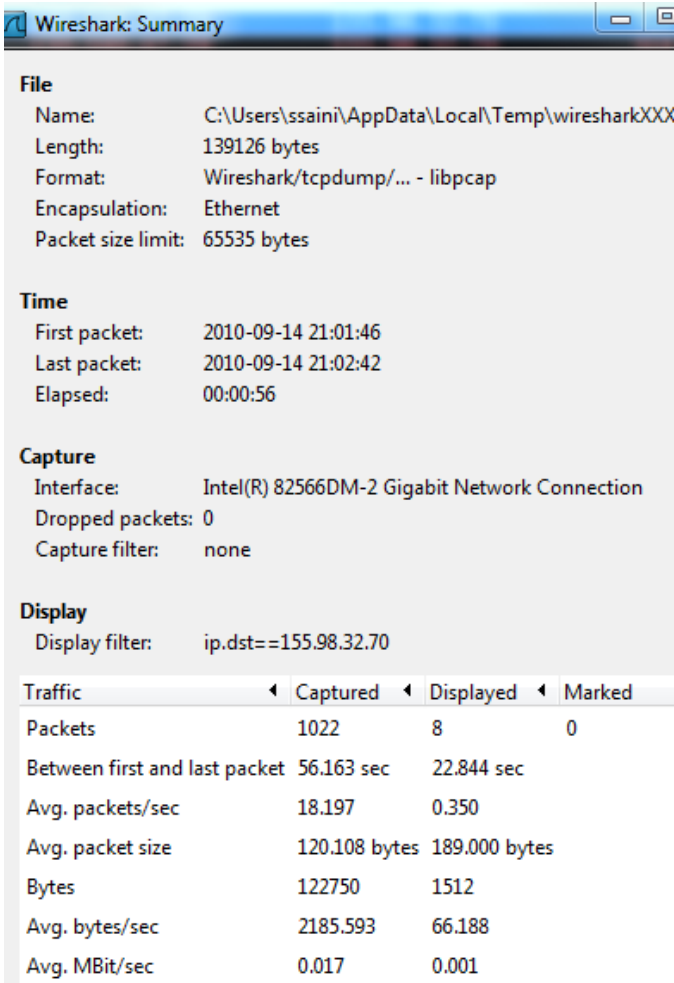 Wireshark: Summary
File
Name: C:\Users\ssaini\AppData\Local\Temp\wiresharkXXX
Length: 139126 bytes
Format: Wireshark/tcpdump/... - libpcap
Encapsulation: Ethernet
Packet size limit: 65535 bytes
Time
First packet: 2010-09-14 21:01:46
Last packet: 2010-09-14 21:02:42
Elapsed: 00:00:56
Capture
Interface: Intel(R) 82566DM-2 Gigabit Network Connection
Dropped packets: 0
Capture filter: none
Display
Display filter: ip.dst==155.98.32.70
Traffic Captured Displayed Marked
Packets 1022 8 0
Between first and last packet 56.163 sec 22.844 sec
Avg. packets/sec 18.197 0.350
Avg. packet size 120.108 bytes 189.000 bytes
Bytes 122750 1512
Avg. bytes/sec 2185.593 66.188
Avg. MBit/sec 0.017 0.001